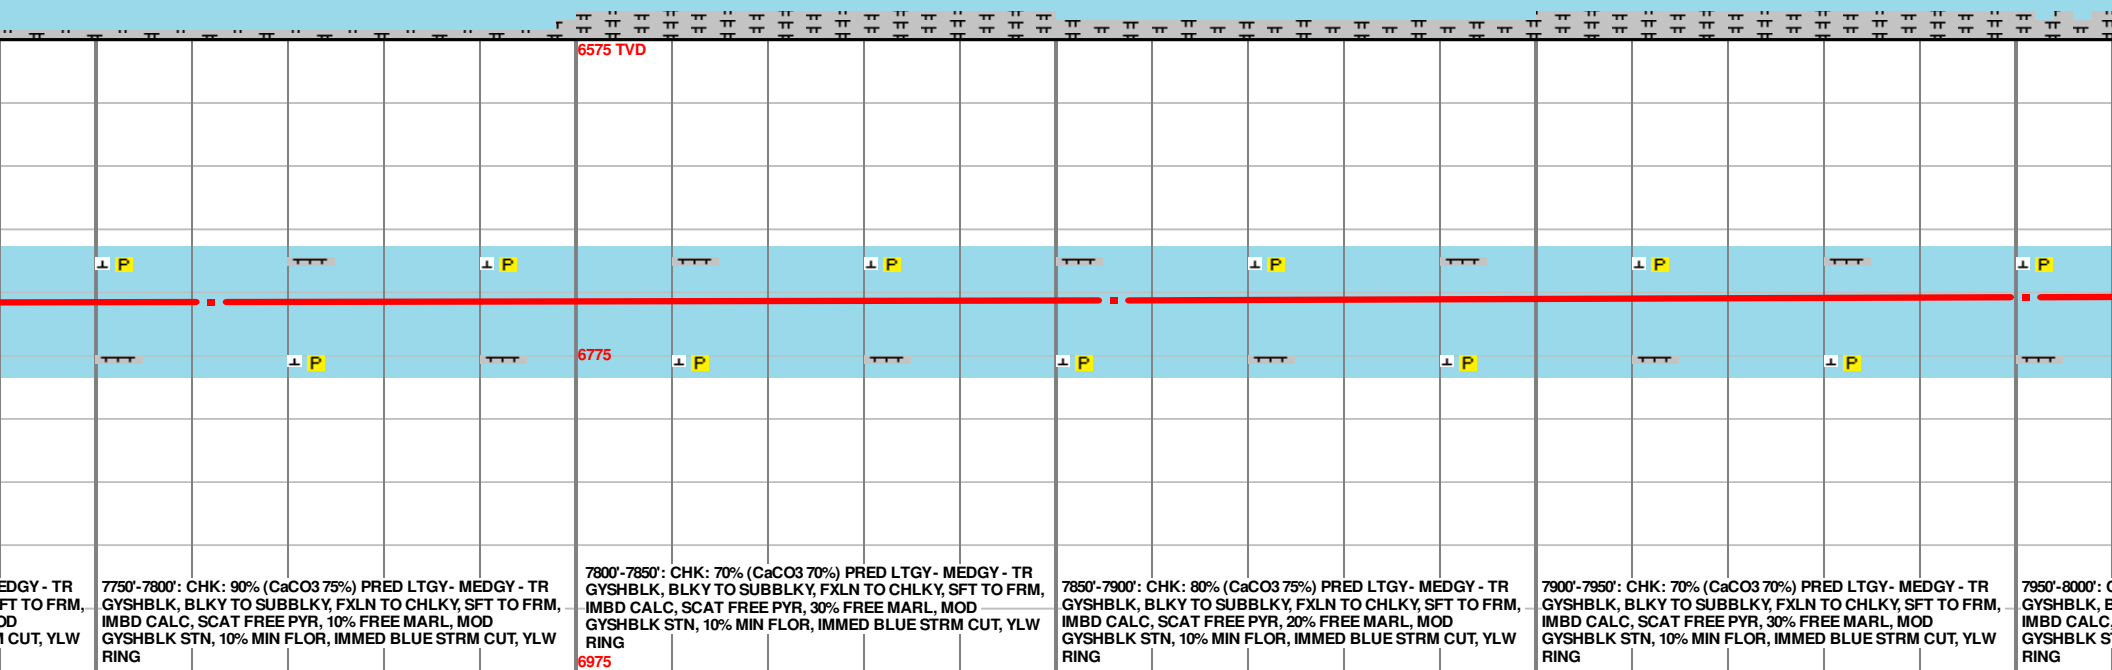 6575 TVD
P
P
P
P
P
P
6775
P
P
P
P
P
EDGY - TR
FT TO FRM,
OD
M CUT, YLW
7750'-7800': CHK: 90% (CaCO3 75%) PRED LTGY- MEDGY - TR
GYSHBLK, BLKY TO SUBBLKY, FXLN TO CHLKY, SFT TO FRM,
IMBD CALC, SCAT FREE PYR, 10% FREE MARL, MOD
GYSHBLK STN, 10% MIN FLOR, IMMED BLUE STRM CUT, YLW
RING
7800'-7850': CHK: 70% (CaCO3 70%) PRED LTGY- MEDGY - TR
GYSHBLK, BLKY TO SUBBLKY, FXLN TO CHLKY, SFT TO FRM,
IMBD CALC, SCAT FREE PYR, 30% FREE MARL, MOD
GYSHBLK STN, 10% MIN FLOR, IMMED BLUE STRM CUT, YLW
RING
6975
7850'-7900': CHK: 80% (CaCO3 75%) PRED LTGY- MEDGY - TR
GYSHBLK, BLKY TO SUBBLKY, FXLN TO CHLKY, SFT TO FRM,
IMBD CALC, SCAT FREE PYR, 20% FREE MARL, MOD
GYSHBLK STN, 10% MIN FLOR, IMMED BLUE STRM CUT, YLW
RING
7900'-7950': CHK: 70% (CaCO3 70%) PRED LTGY- MEDGY - TR
GYSHBLK, BLKY TO SUBBLKY, FXLN TO CHLKY, SFT TO FRM,
IMBD CALC, SCAT FREE PYR, 30% FREE MARL, MOD
GYSHBLK STN, 10% MIN FLOR, IMMED BLUE STRM CUT, YLW
RING
7950'-8000': C
GYSHBLK, B
IMBD CALC,
GYSHBLK S
RING